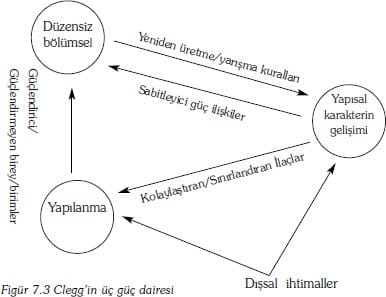 Düzensiz
bölümsel
Yeniden üretme/yarışma kuralları
Sabitleyici güç ilişkiler
Yapısal
karakterin
gelişimi
Güçlendirici/
Güçlendirmeyen birey/birimler
Kolaylaştıran/Sınırlandıran İlaçlar
Yapılanma
Dışsal ihtimaller
Figür 7.3 Clegg'in üç güç dairesi